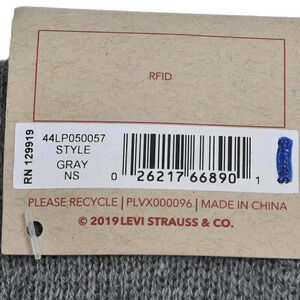 RFID
RN 129919
44LP050057
STYLE
GRAY
NS
0 26217 66890 1
PLEASE RECYCLE | PLVX000096 | MADE IN CHINA
© 2019 LEVI STRAUSS & CO.